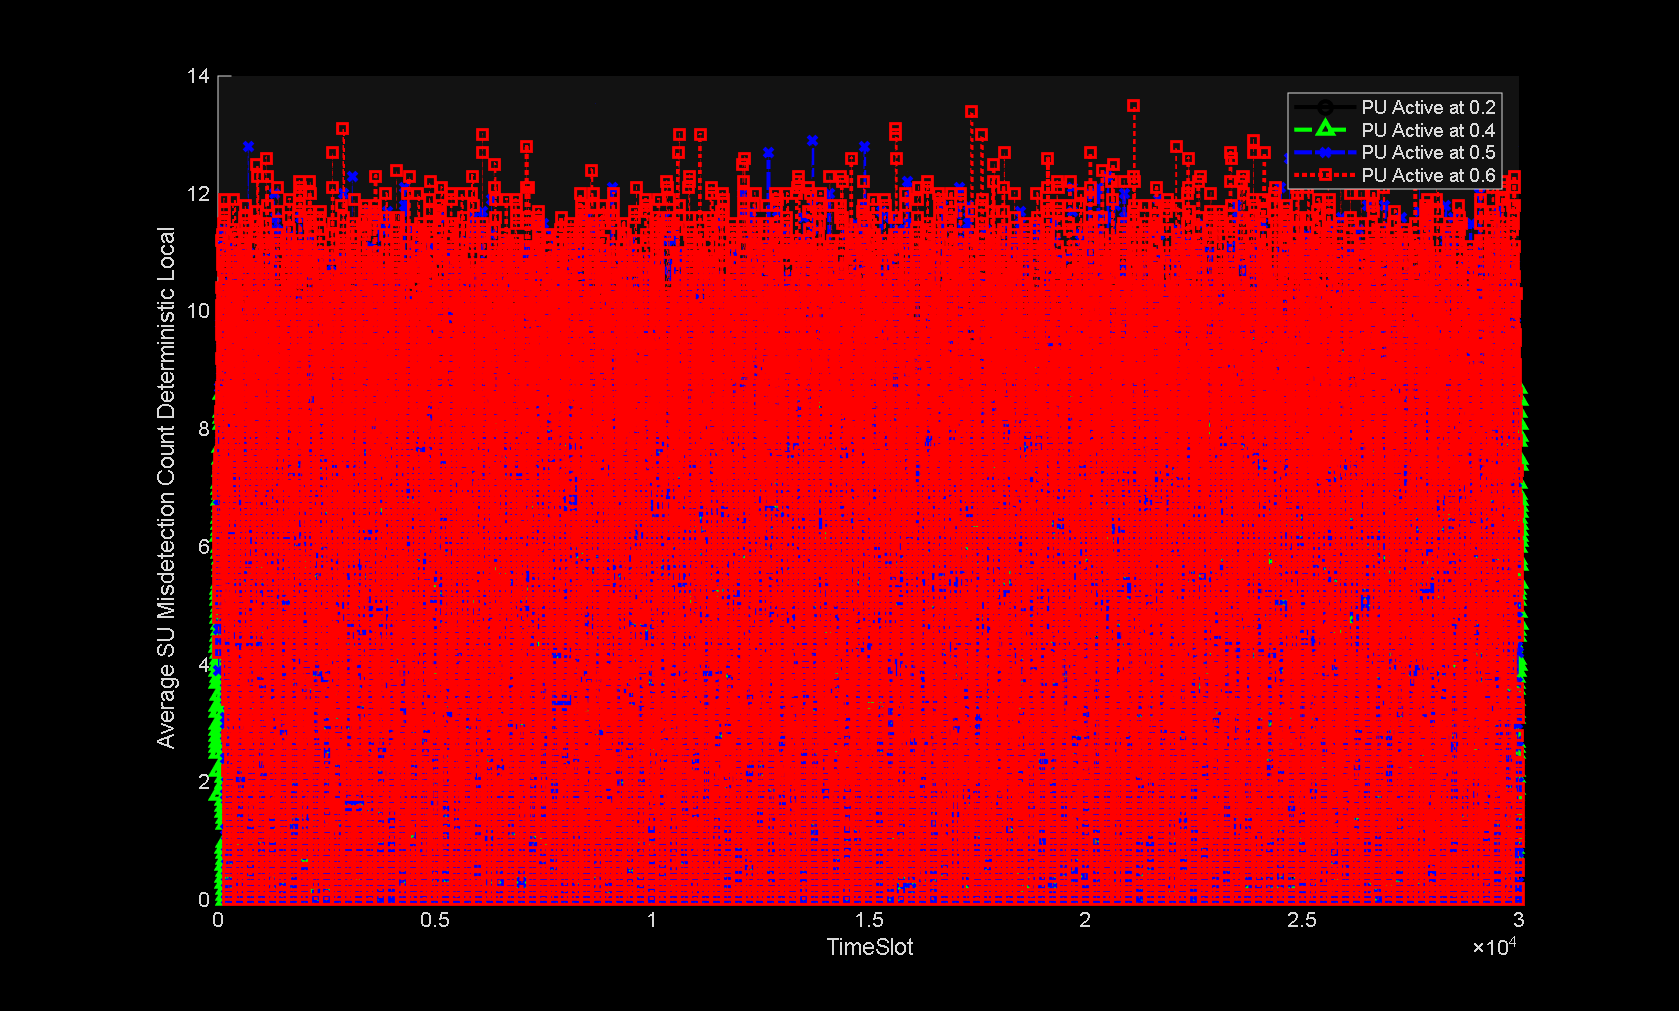 14
12
10
8
6
4
2
0
Average SU Misdetection Count Deterministic Local
PU Active at 0.2
PU Active at 0.4
PU Active at 0.5
PU Active at 0.6
0 0.5 1 1.5 2 2.5 3
TimeSlot
×10⁴